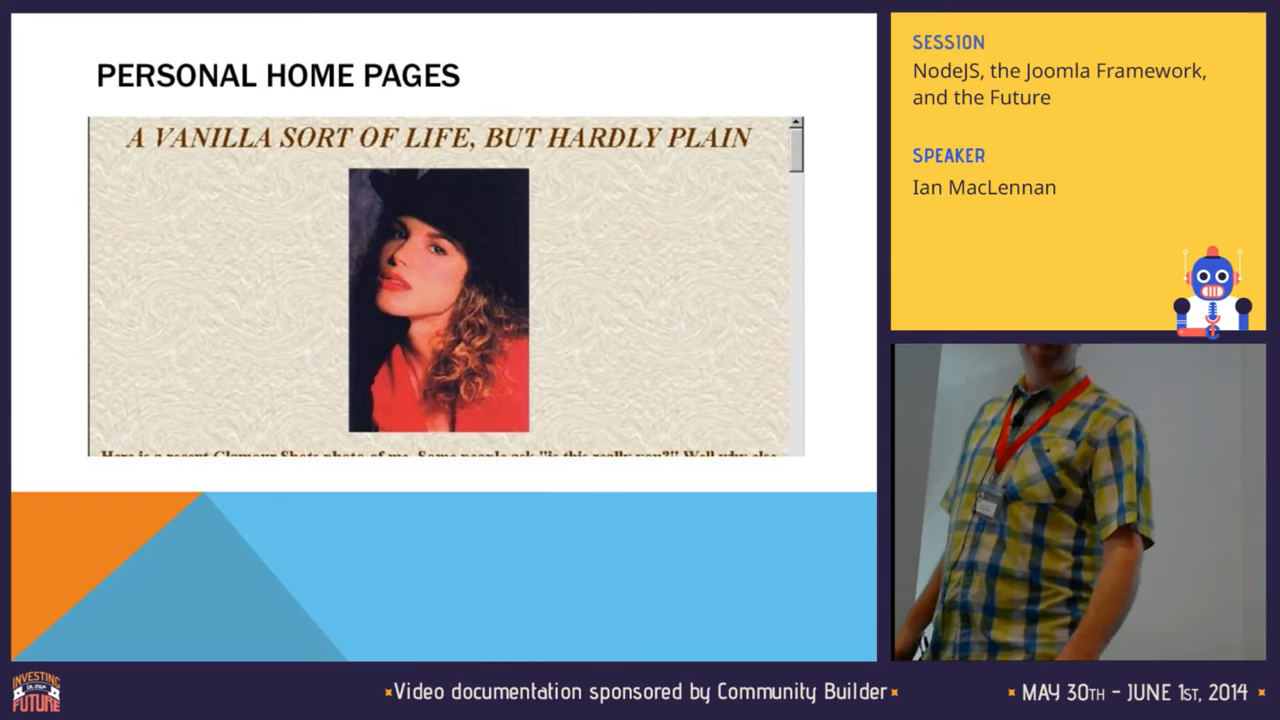 PERSONAL HOME PAGES
A VANILLA SORT OF LIFE, BUT HARDLY PLAIN
Here is a recent Glamour Shots photo of me. Some people ask "is this really you?" Well who else
SESSION
NodeJS, the Joomla Framework,
and the Future
SPEAKER
Ian MacLennan
INVESTING
IN OUR
FUTURE
Video documentation sponsored by Community Builder
MAY 30TH - JUNE 1ST, 2014